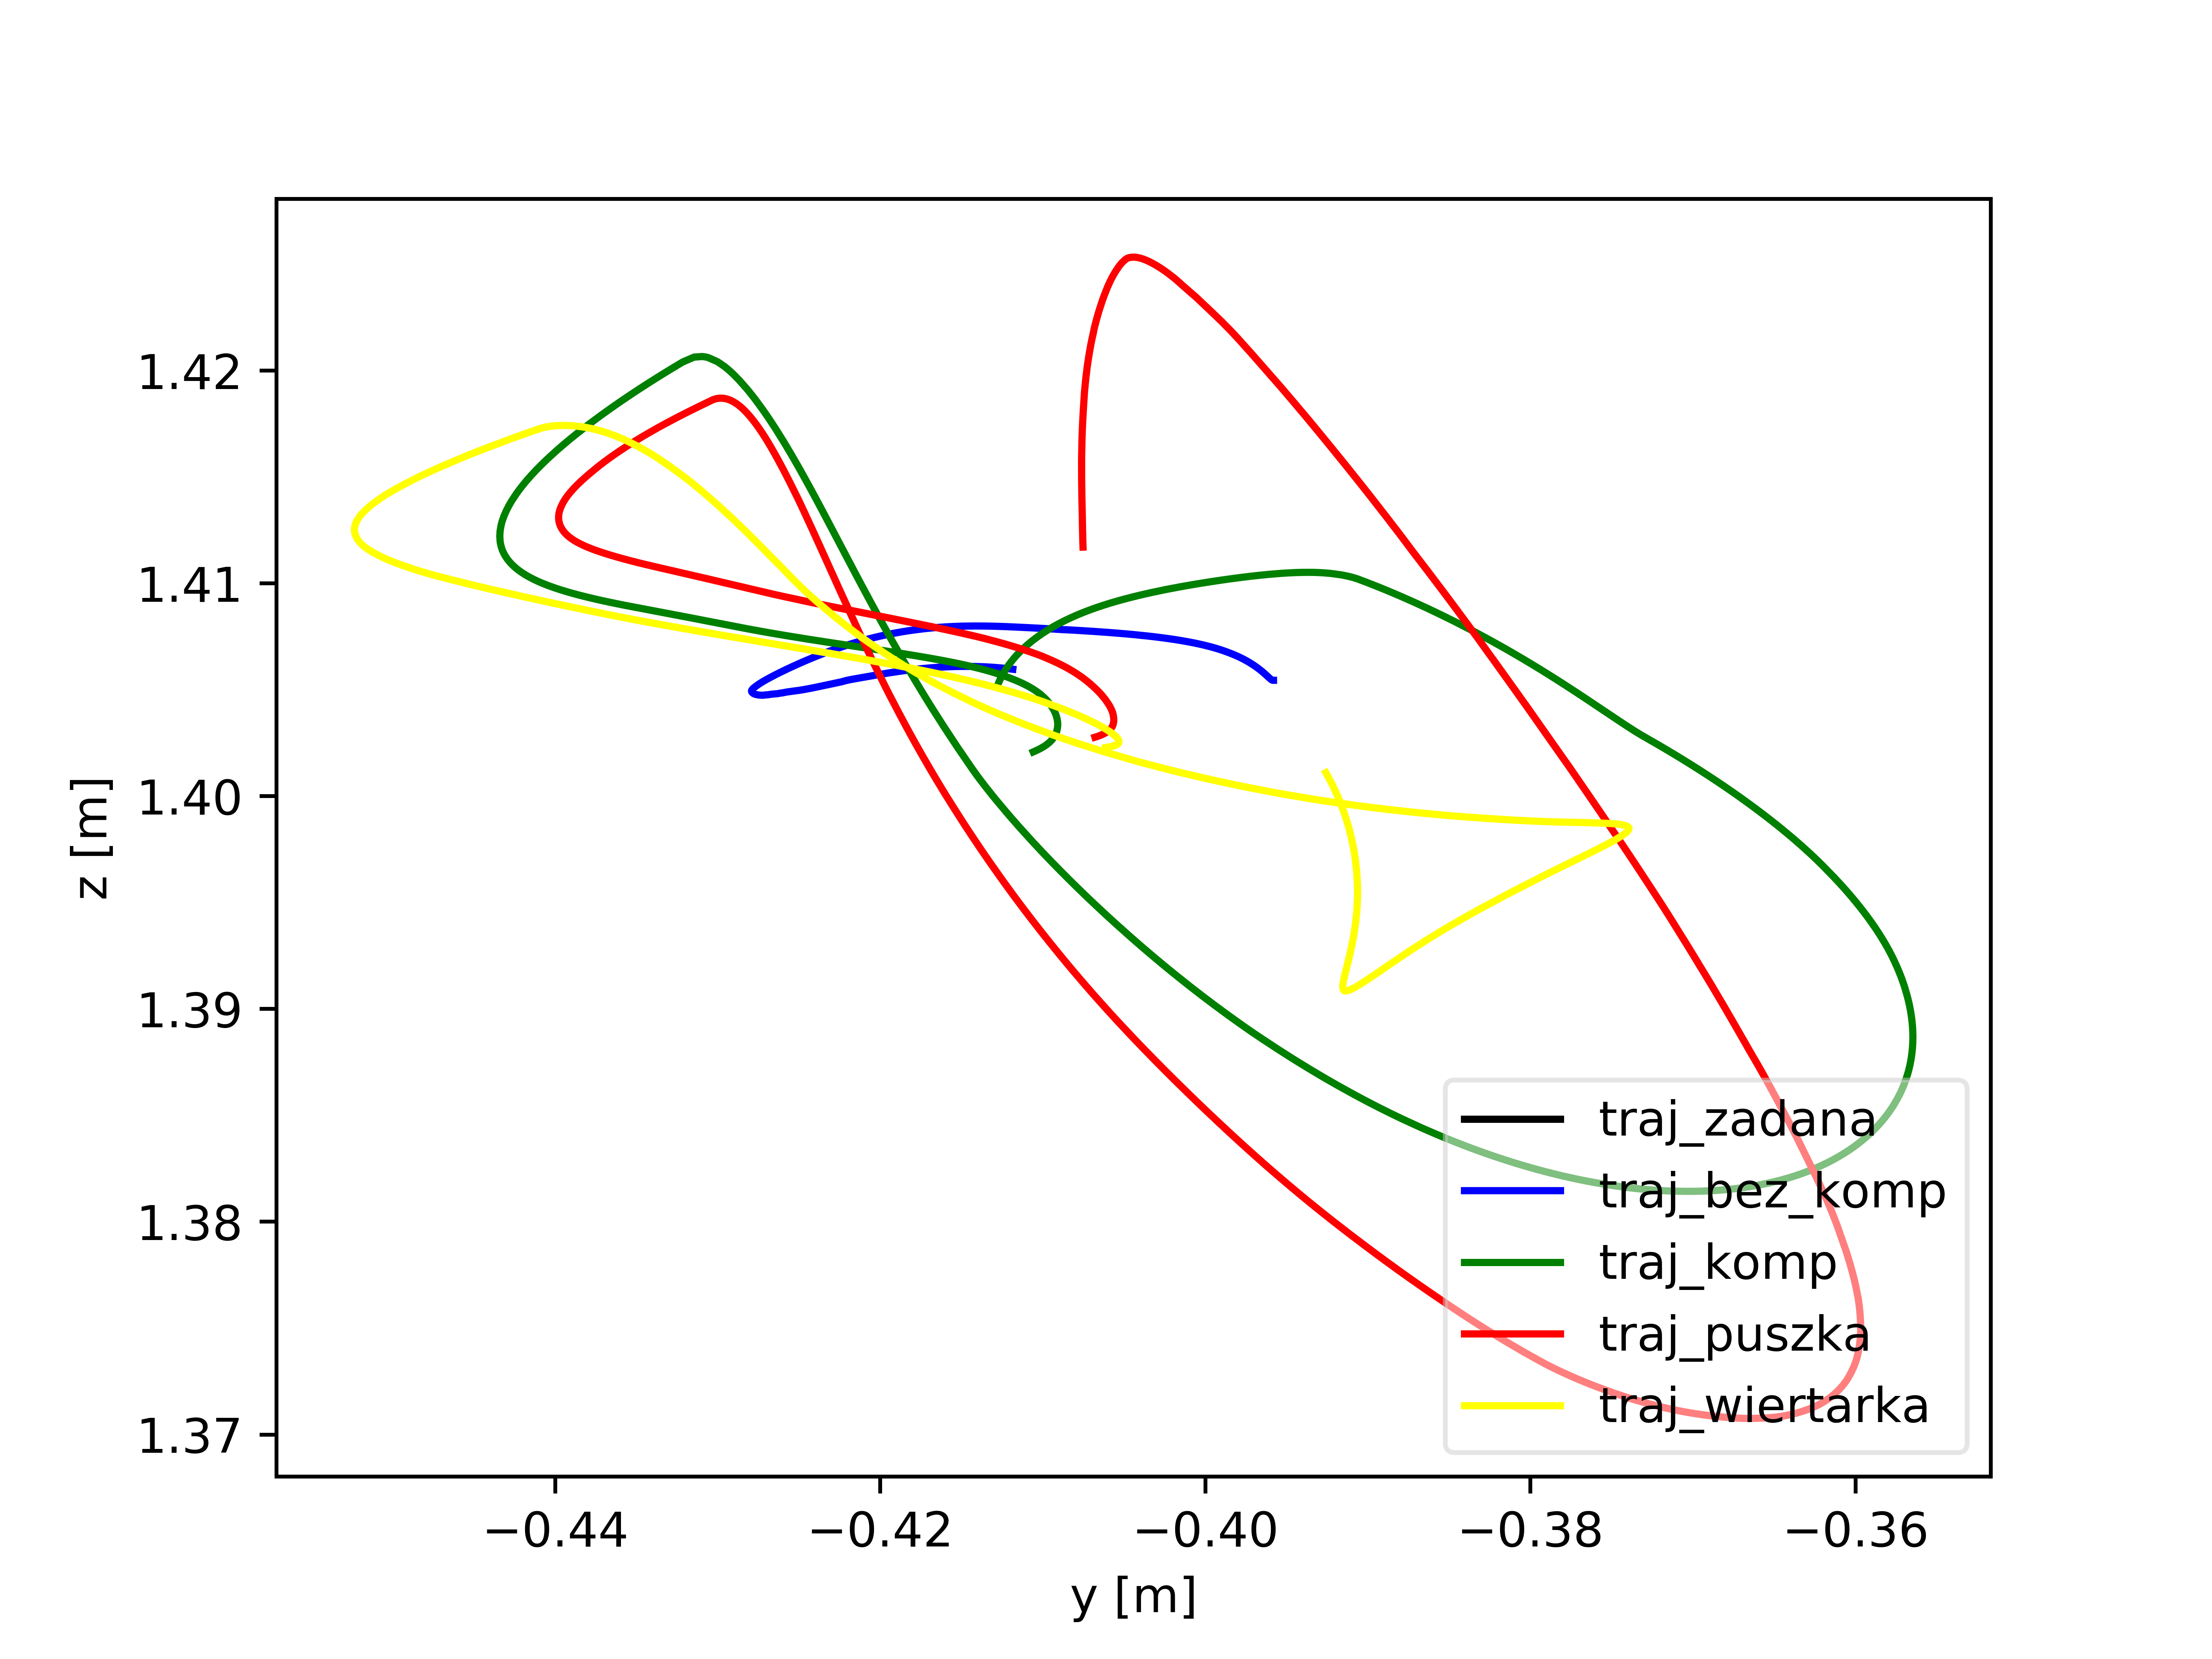 1.42
1.41
1.40
1.39
1.38
1.37
z [m]
−0.44
−0.42
−0.40
−0.38
−0.36
y [m]
traj_zadana
traj_bez_komp
traj_komp
traj_puszka
traj_wiertarka